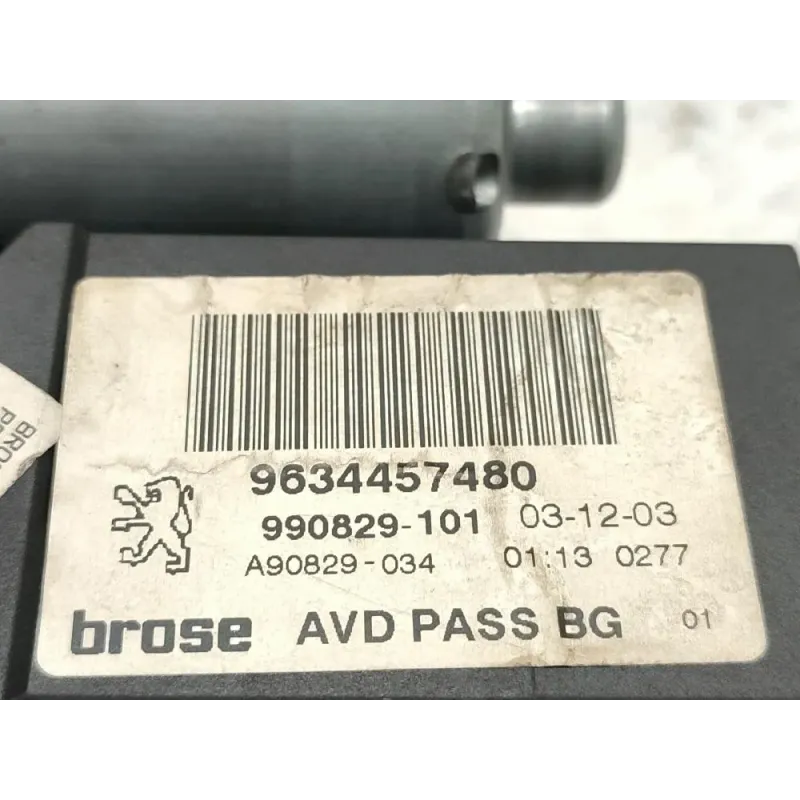 9634457480
990829-101 03-12-03
A90829-034 01:13 0277
brose AVD PASS BG 01